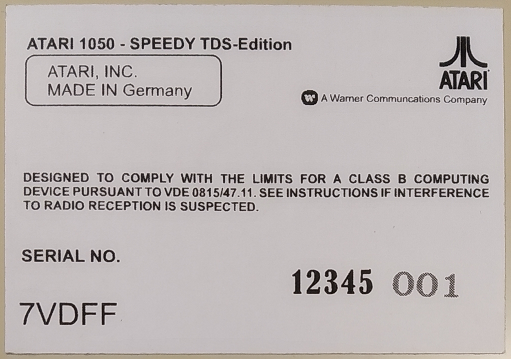 ATARI 1050 - SPEEDY TDS-Edition
ATARI, INC.
MADE IN Germany
ATARI
A Warner Communcations Company
DESIGNED TO COMPLY WITH THE LIMITS FOR A CLASS B COMPUTING
DEVICE PURSUANT TO VDE 0815/47.11. SEE INSTRUCTIONS IF INTERFERENCE
TO RADIO RECEPTION IS SUSPECTED.
SERIAL NO.
12345 001
7VDFF